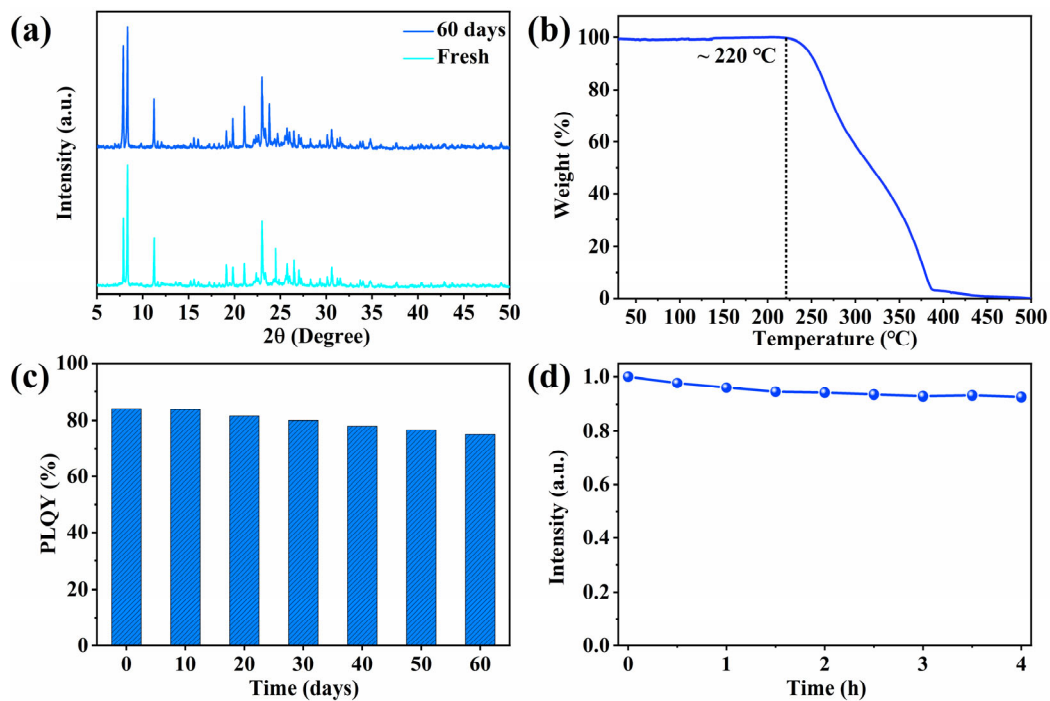 (a)
60 days
Fresh
Intensity (a.u.)
5 10 15 20 25 30 35 40 45 50
2θ (Degree)
(b)
~ 220 ℃
Weight (%)
100
80
60
40
20
0
50 100 150 200 250 300 350 400 450 500
Temperature (℃)
(c)
PLQY (%)
100
80
60
40
20
0
0 10 20 30 40 50 60
Time (days)
(d)
Intensity (a.u.)
1.0
0.8
0.6
0.4
0.2
0.0
0 1 2 3 4
Time (h)